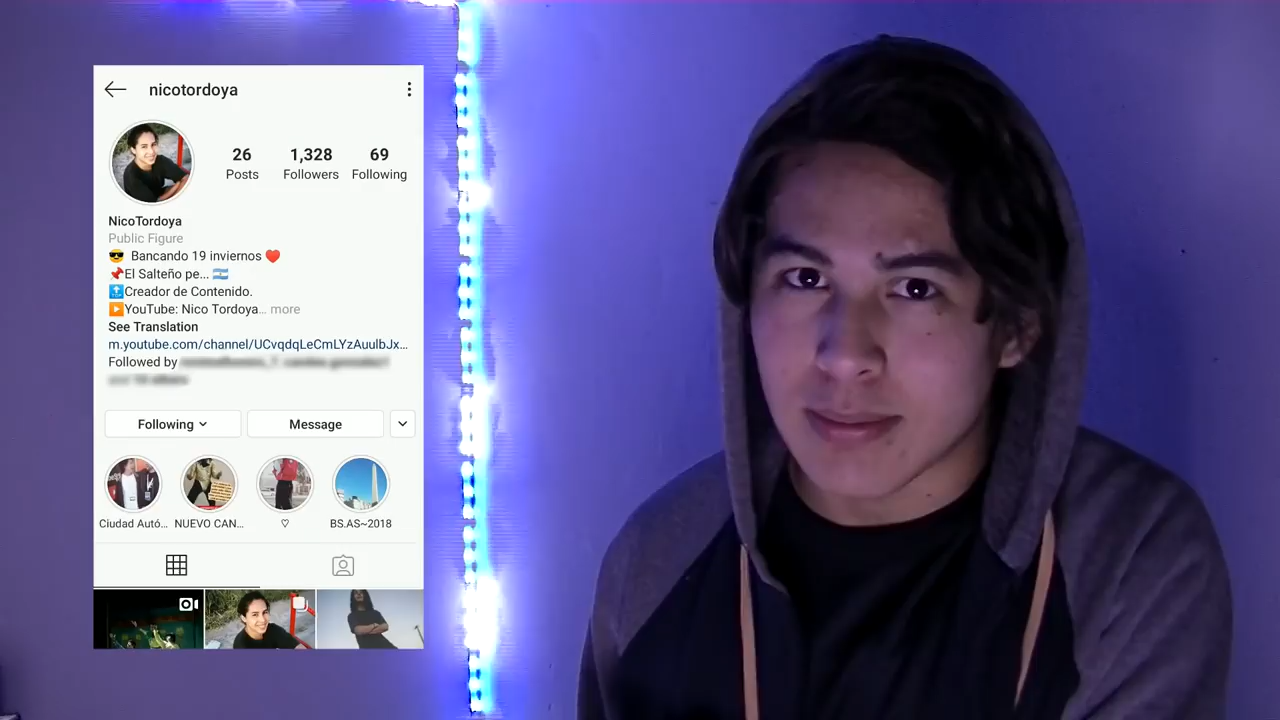 nicotordoya
26 1,328 69
Posts Followers Following
NicoTordoya
Public Figure
😎 Bancando 19 inviernos ♥️
📌El Salteño pe... 🇦🇷
⬆️Creador de Contenido.
▶️YouTube: Nico Tordoya... more
See Translation
m.youtube.com/channel/UCvqdqLeCmLYzAuulbJx...
Followed by
Following Message
Ciudad Autó... NUEVO CAN... ♡ BS.AS~2018